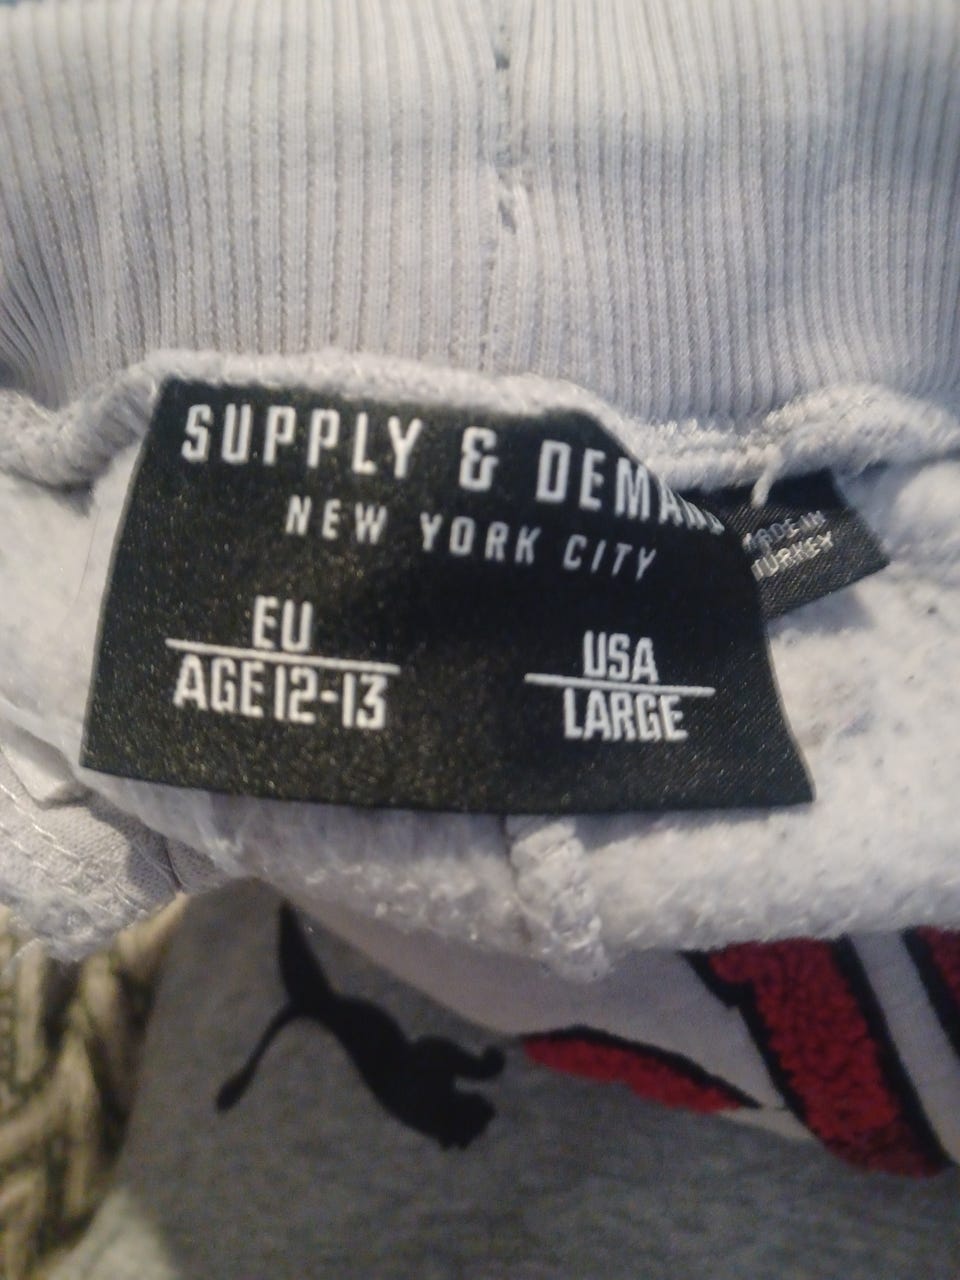 SUPPLY & DEMAND
NEW YORK CITY
EU
AGE 12-13
USA
LARGE
MADE IN
TURKEY